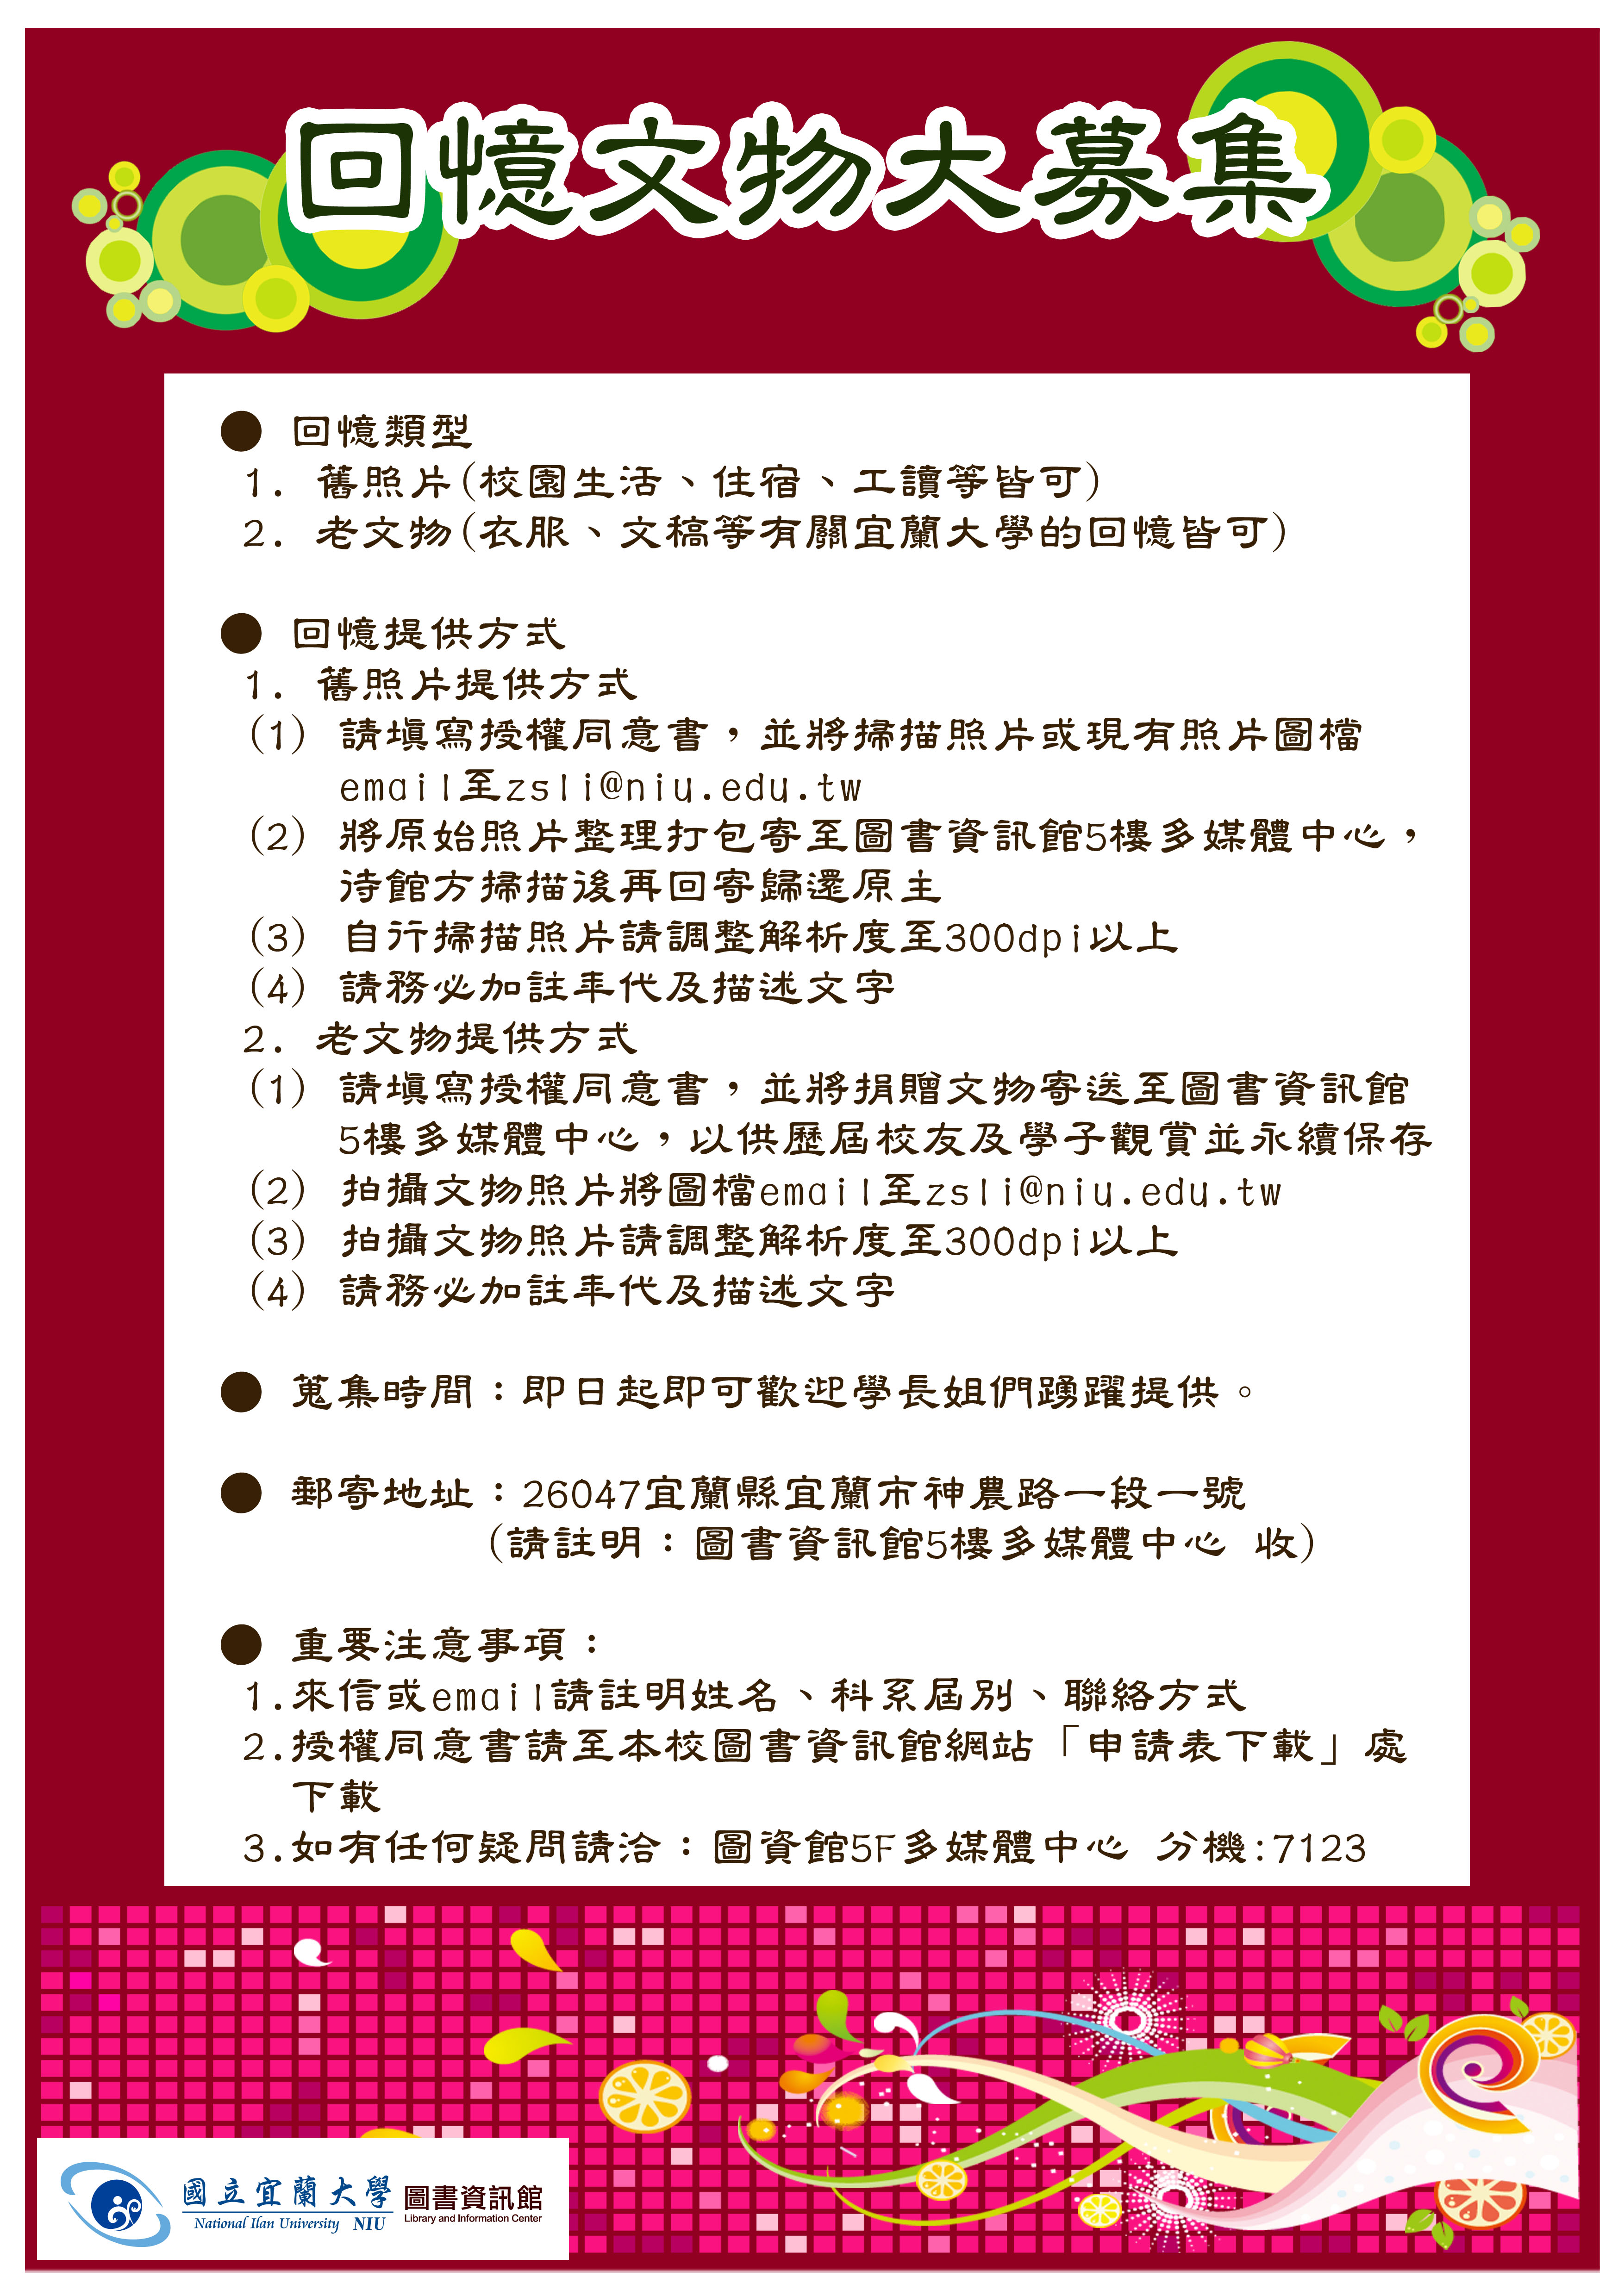 回憶文物大募集
● 回憶類型
1. 舊照片(校園生活、住宿、工讀等皆可)
2. 老文物(衣服、文稿等有關宜蘭大學的回憶皆可)
● 回憶提供方式
1. 舊照片提供方式
(1) 請填寫授權同意書，並將掃描照片或現有照片圖檔
email至zsli@niu.edu.tw
(2) 將原始照片整理打包寄至圖書資訊館5樓多媒體中心，
待館方掃描後再回寄歸還原主
(3) 自行掃描照片請調整解析度至300dpi以上
(4) 請務必加註年代及描述文字
2. 老文物提供方式
(1) 請填寫授權同意書，並將捐贈文物寄送至圖書資訊館
5樓多媒體中心，以供歷屆校友及學子觀賞並永續保存
(2) 拍攝文物照片將圖檔email至zsli@niu.edu.tw
(3) 拍攝文物照片請調整解析度至300dpi以上
(4) 請務必加註年代及描述文字
● 蒐集時間：即日起即可歡迎學長姐們踴躍提供。
● 郵寄地址：26047宜蘭縣宜蘭市神農路一段一號
(請註明：圖書資訊館5樓多媒體中心 收)
● 重要注意事項：
1.來信或email請註明姓名、科系屆別、聯絡方式
2.授權同意書請至本校圖書資訊館網站「申請表下載」處
下載
3.如有任何疑問請洽：圖資館5F多媒體中心 分機:7123
國立宜蘭大學 圖書資訊館
National Ilan University NIU Library and Information Center